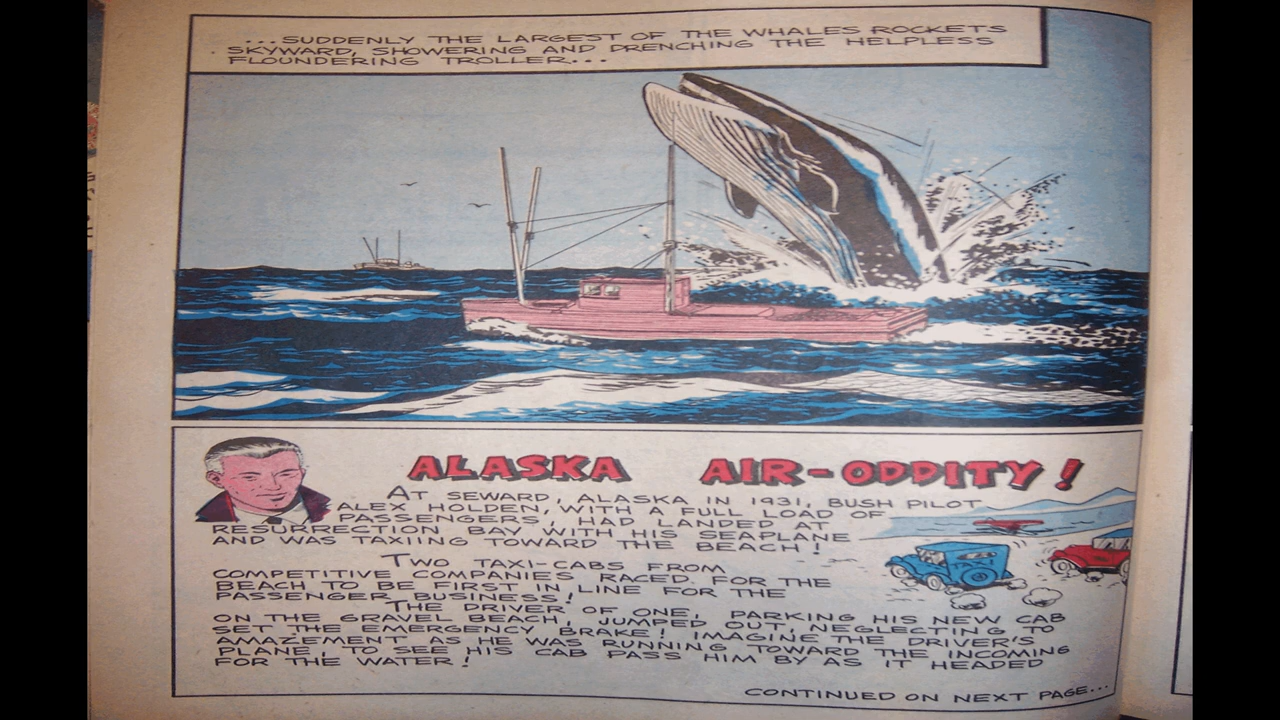 ...SUDDENLY THE LARGEST OF THE WHALES ROCKETS
SKYWARD, SHOWERING AND DRENCHING THE HELPLESS
FLOUNDERING TROLLER...
ALASKA AIR-ODDITY!
AT SEWARD, ALASKA IN 1931, BUSH PILOT
ALEX HOLDEN, WITH A FULL LOAD OF
PASSENGERS, HAD LANDED AT
RESURRECTION BAY WITH HIS SEAPLANE
AND WAS TAXIING TOWARD THE BEACH!
TWO TAXI-CABS FROM
COMPETITIVE COMPANIES RACED FOR THE
BEACH TO BE FIRST IN LINE FOR THE
PASSENGER BUSINESS!
THE DRIVER OF ONE, PARKING HIS NEW CAB
ON THE GRAVEL BEACH, JUMPED OUT, NEGLECTING TO
SET THE EMERGENCY BRAKE! IMAGINE THE DRIVER'S
AMAZEMENT AS HE WAS RUNNING TOWARD THE INCOMING
PLANE, TO SEE HIS CAB PASS HIM BY AS IT HEADED
FOR THE WATER!
TAXI
CONTINUED ON NEXT PAGE...